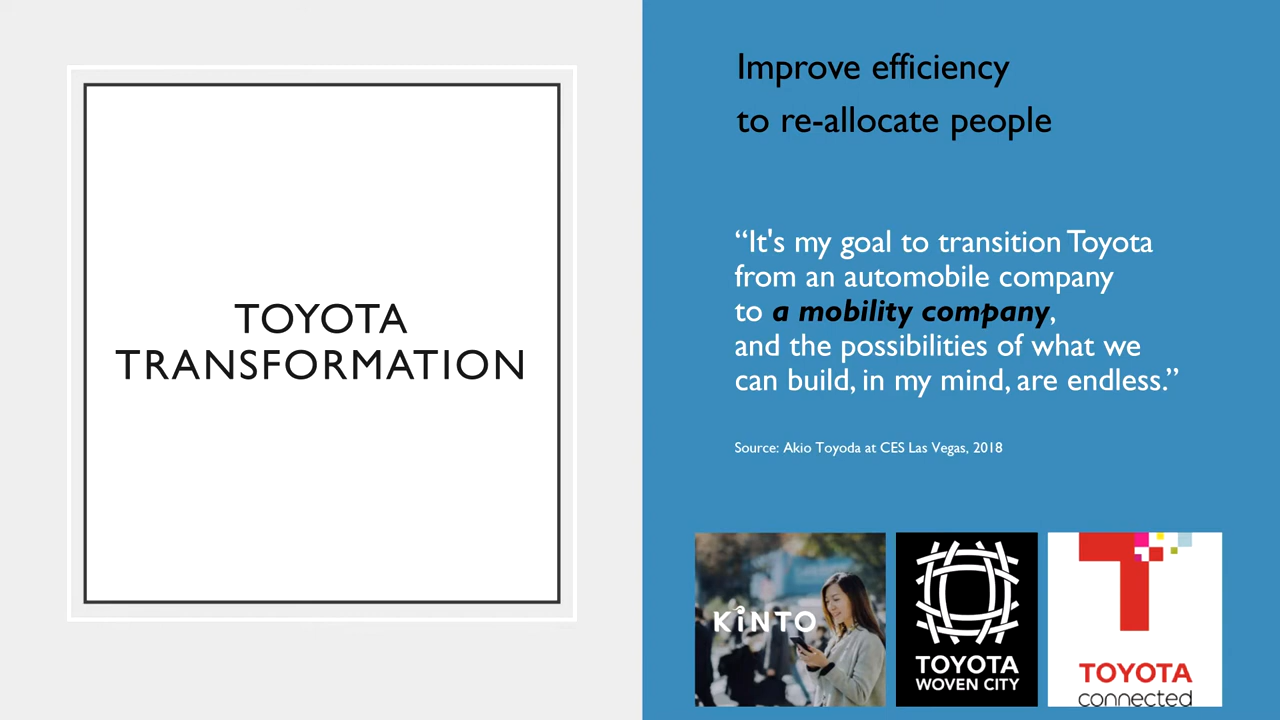 TOYOTA
TRANSFORMATION
Improve efficiency
to re-allocate people
“It's my goal to transition Toyota
from an automobile company
to a mobility company,
and the possibilities of what we
can build, in my mind, are endless.”
Source: Akio Toyoda at CES Las Vegas, 2018
KINTO
TOYOTA
WOVEN CITY
TOYOTA
connected